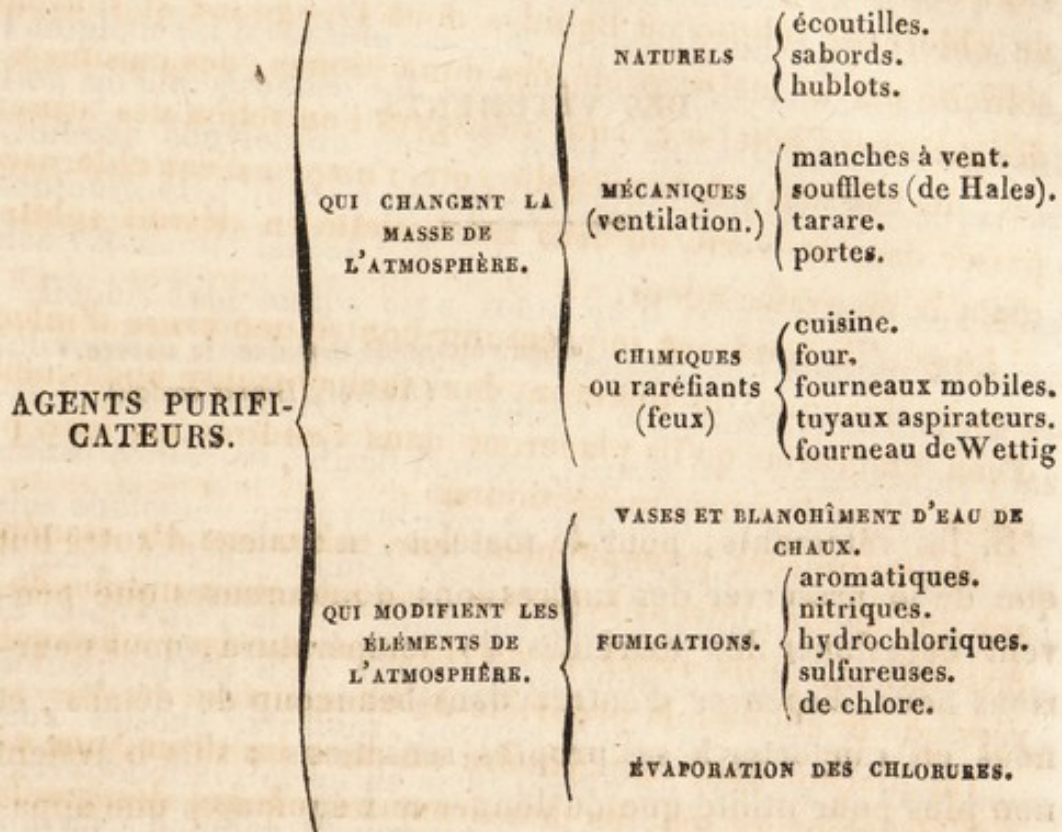 NATURELS
écoutilles.
sabords.
hublots.
QUI CHANGENT LA
MASSE DE
L'ATMOSPHÈRE.
MÉCANIQUES
(ventilation.)
manches à vent.
soufflets (de Hales).
tarare.
portes.
CHIMIQUES
ou raréfiants
(feux)
cuisine.
four.
fourneaux mobiles.
tuyaux aspirateurs.
fourneau de Wettig
AGENTS PURIFI-
CATEURS.
QUI MODIFIENT LES
ÉLÉMENTS DE
L'ATMOSPHÈRE.
VASES ET BLANCHÎMENT D'EAU DE
CHAUX.
FUMIGATIONS.
aromatiques.
nitriques.
hydrochloriques.
sulfureuses.
de chlore.
ÉVAPORATION DES CHLORURES.